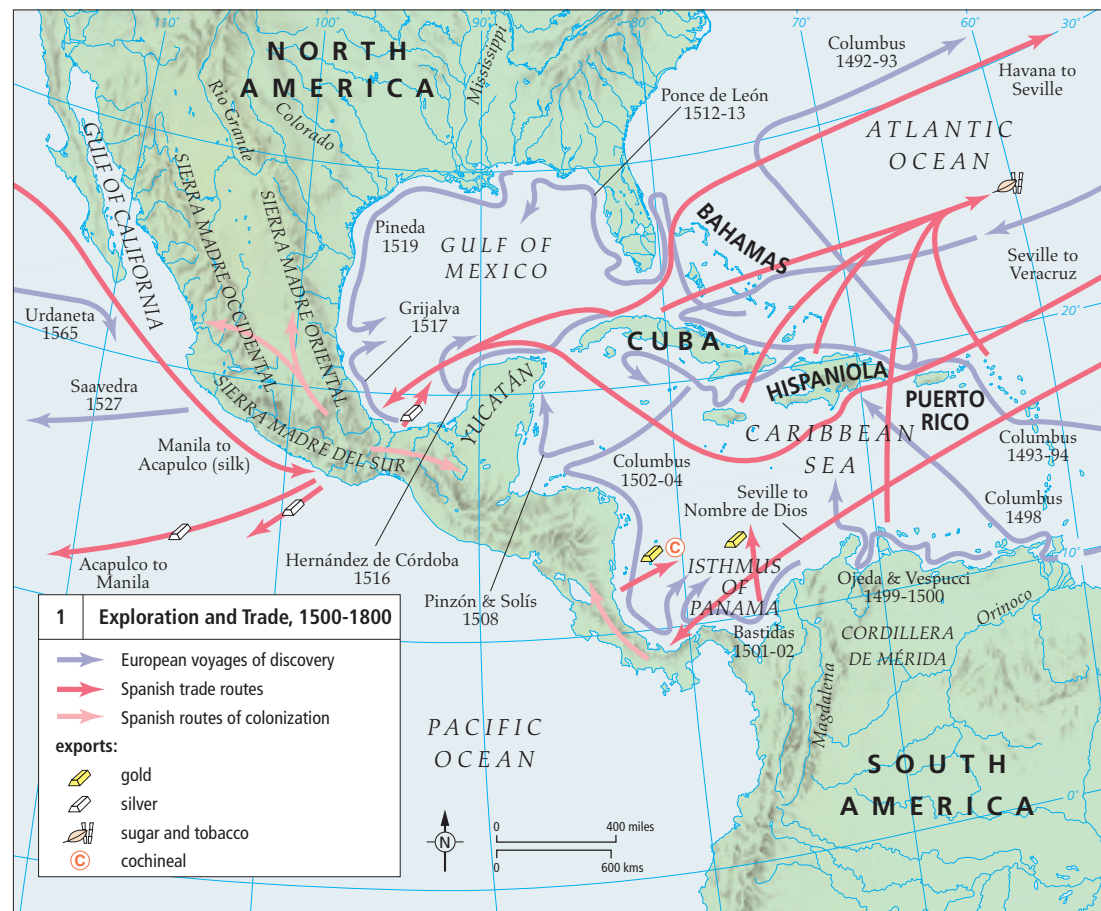 110°
100°
90°
80°
70°
60°
30°
NORTH
AMERICA
Mississippi
Columbus
1492-93
Havana to
Seville
Ponce de León
1512-13
Rio Grande
Colorado
ATLANTIC
OCEAN
GULF OF CALIFORNIA
SIERRA MADRE OCCIDENTAL
SIERRA MADRE ORIENTAL
Pineda
1519
GULF OF
MEXICO
BAHAMAS
Seville to
Veracruz
Urdaneta
1565
Grijalva
1517
20°
CUBA
Saavedra
1527
HISPANIOLA
PUERTO
RICO
YUCATÁN
SIERRA MADRE DEL SUR
Manila to
Acapulco (silk)
CARIBBEAN
SEA
Columbus
1493-94
Columbus
1502-04
Seville to
Nombre de Dios
Columbus
1498
Acapulco to
Manila
Hernández de Córdoba
1516
C
ISTHMUS
OF
PANAMA
10°
Ojeda & Vespucci
1499-1500
Orinoco
Pinzón & Solís
1508
Bastidas
1501-02
CORDILLERA
DE MÉRIDA
Magdalena
PACIFIC
OCEAN
SOUTH
AMERICA
0°
1 Exploration and Trade, 1500-1800
European voyages of discovery
Spanish trade routes
Spanish routes of colonization
exports:
gold
silver
sugar and tobacco
C cochineal
N
0 400 miles
0 600 kms